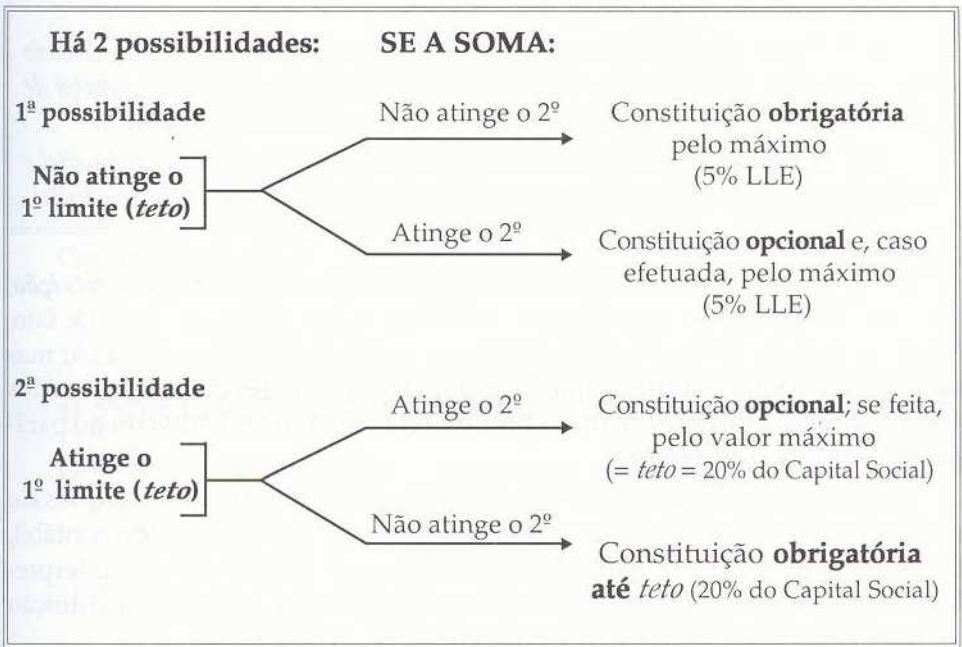 Há 2 possibilidades: SE A SOMA:
1ª possibilidade
Não atinge o
1º limite (teto)
Não atinge o 2º
Constituição obrigatória
pelo máximo
(5% LLE)
Atinge o 2º
Constituição opcional e, caso
efetuada, pelo máximo
(5% LLE)
2ª possibilidade
Atinge o
1º limite (teto)
Atinge o 2º
Constituição opcional; se feita,
pelo valor máximo
(= teto = 20% do Capital Social)
Não atinge o 2º
Constituição obrigatória
até teto (20% do Capital Social)